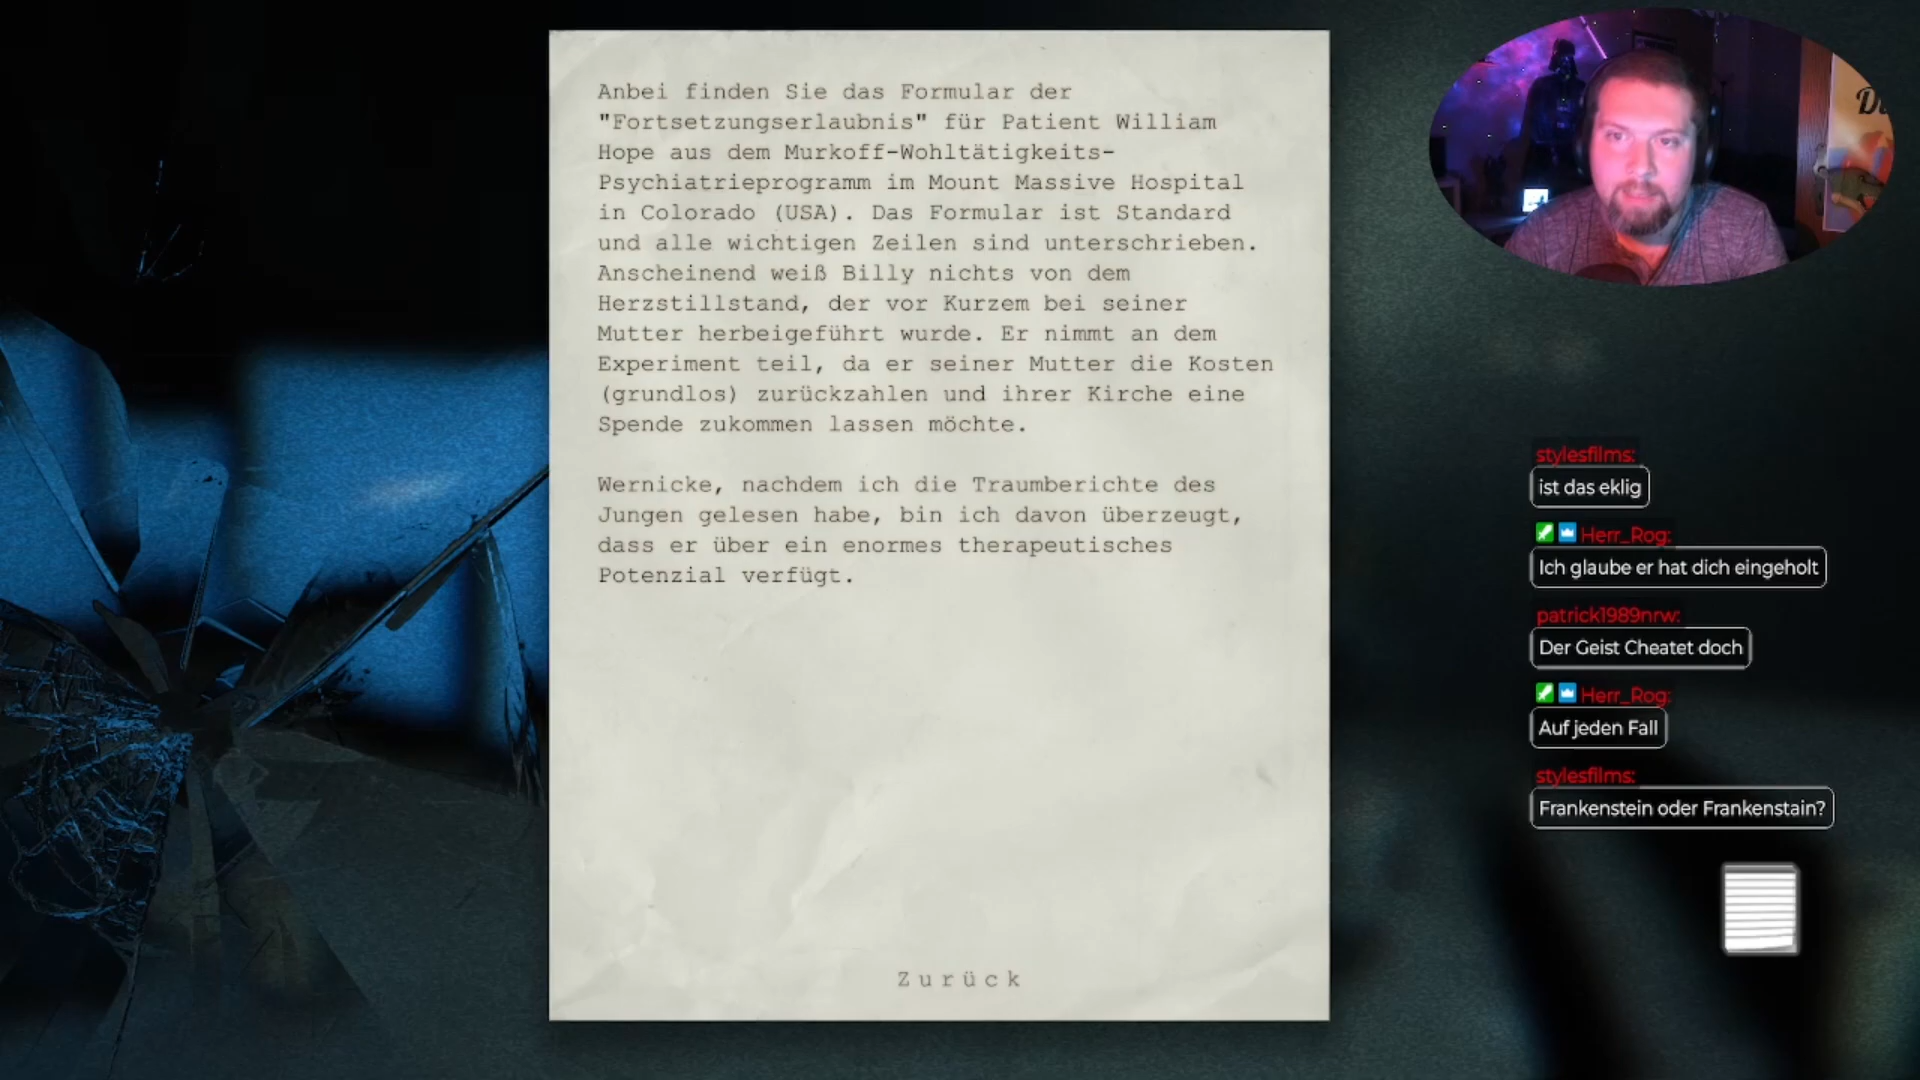 Anbei finden Sie das Formular der
"Fortsetzungserlaubnis" für Patient William
Hope aus dem Murkoff-Wohltätigkeits-
Psychiatrieprogramm im Mount Massive Hospital
in Colorado (USA). Das Formular ist Standard
und alle wichtigen Zeilen sind unterschrieben.
Anscheinend weiß Billy nichts von dem
Herzstillstand, der vor Kurzem bei seiner
Mutter herbeigeführt wurde. Er nimmt an dem
Experiment teil, da er seiner Mutter die Kosten
(grundlos) zurückzahlen und ihrer Kirche eine
Spende zukommen lassen möchte.
Wernicke, nachdem ich die Traumberichte des
Jungen gelesen habe, bin ich davon überzeugt,
dass er über ein enormes therapeutisches
Potenzial verfügt.
Zurück
stylesfilms:
ist das eklig
Herr_Rog:
Ich glaube er hat dich eingeholt
patrick1989nrw:
Der Geist Cheatet doch
Herr_Rog:
Auf jeden Fall
stylesfilms:
Frankenstein oder Frankenstain?